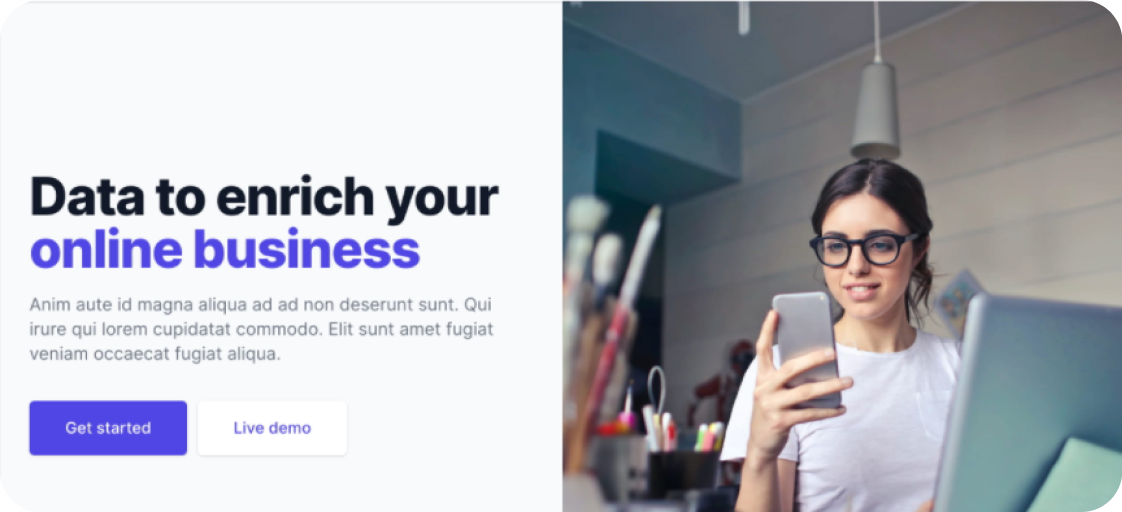 Data to enrich your
online business
Anim aute id magna aliqua ad ad non deserunt sunt. Qui
irure qui lorem cupidatat commodo. Elit sunt amet fugiat
veniam occaecat fugiat aliqua.
Get started
Live demo